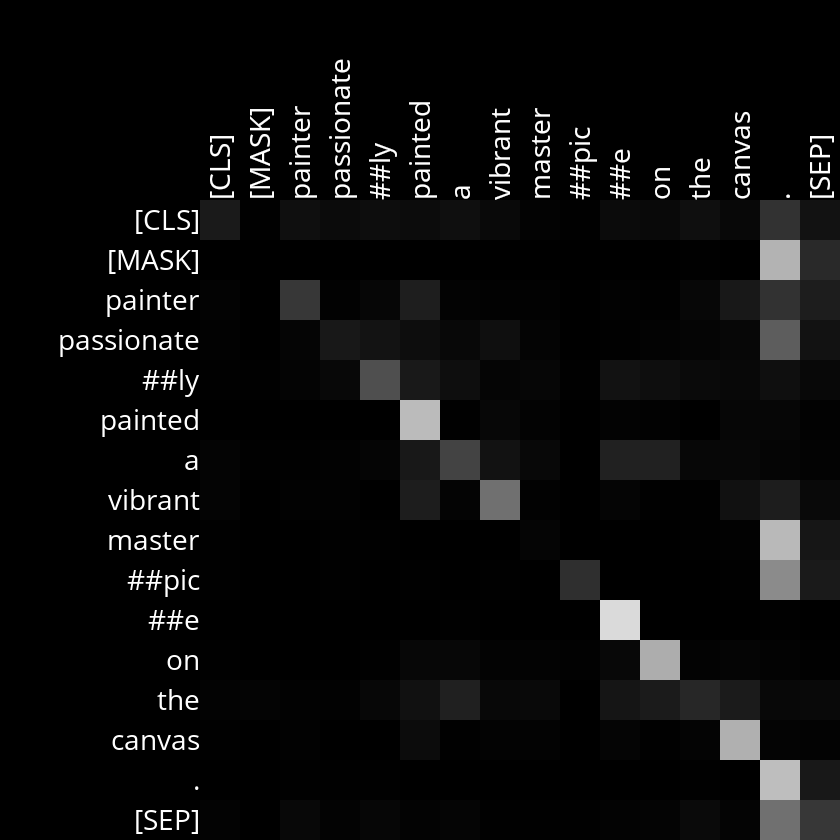 [CLS] [MASK] painter passionate ##ly painted a vibrant master ##pic ##e on the canvas . [SEP]
[CLS]
[MASK]
painter
passionate
##ly
painted
a
vibrant
master
##pic
##e
on
the
canvas
.
[SEP]